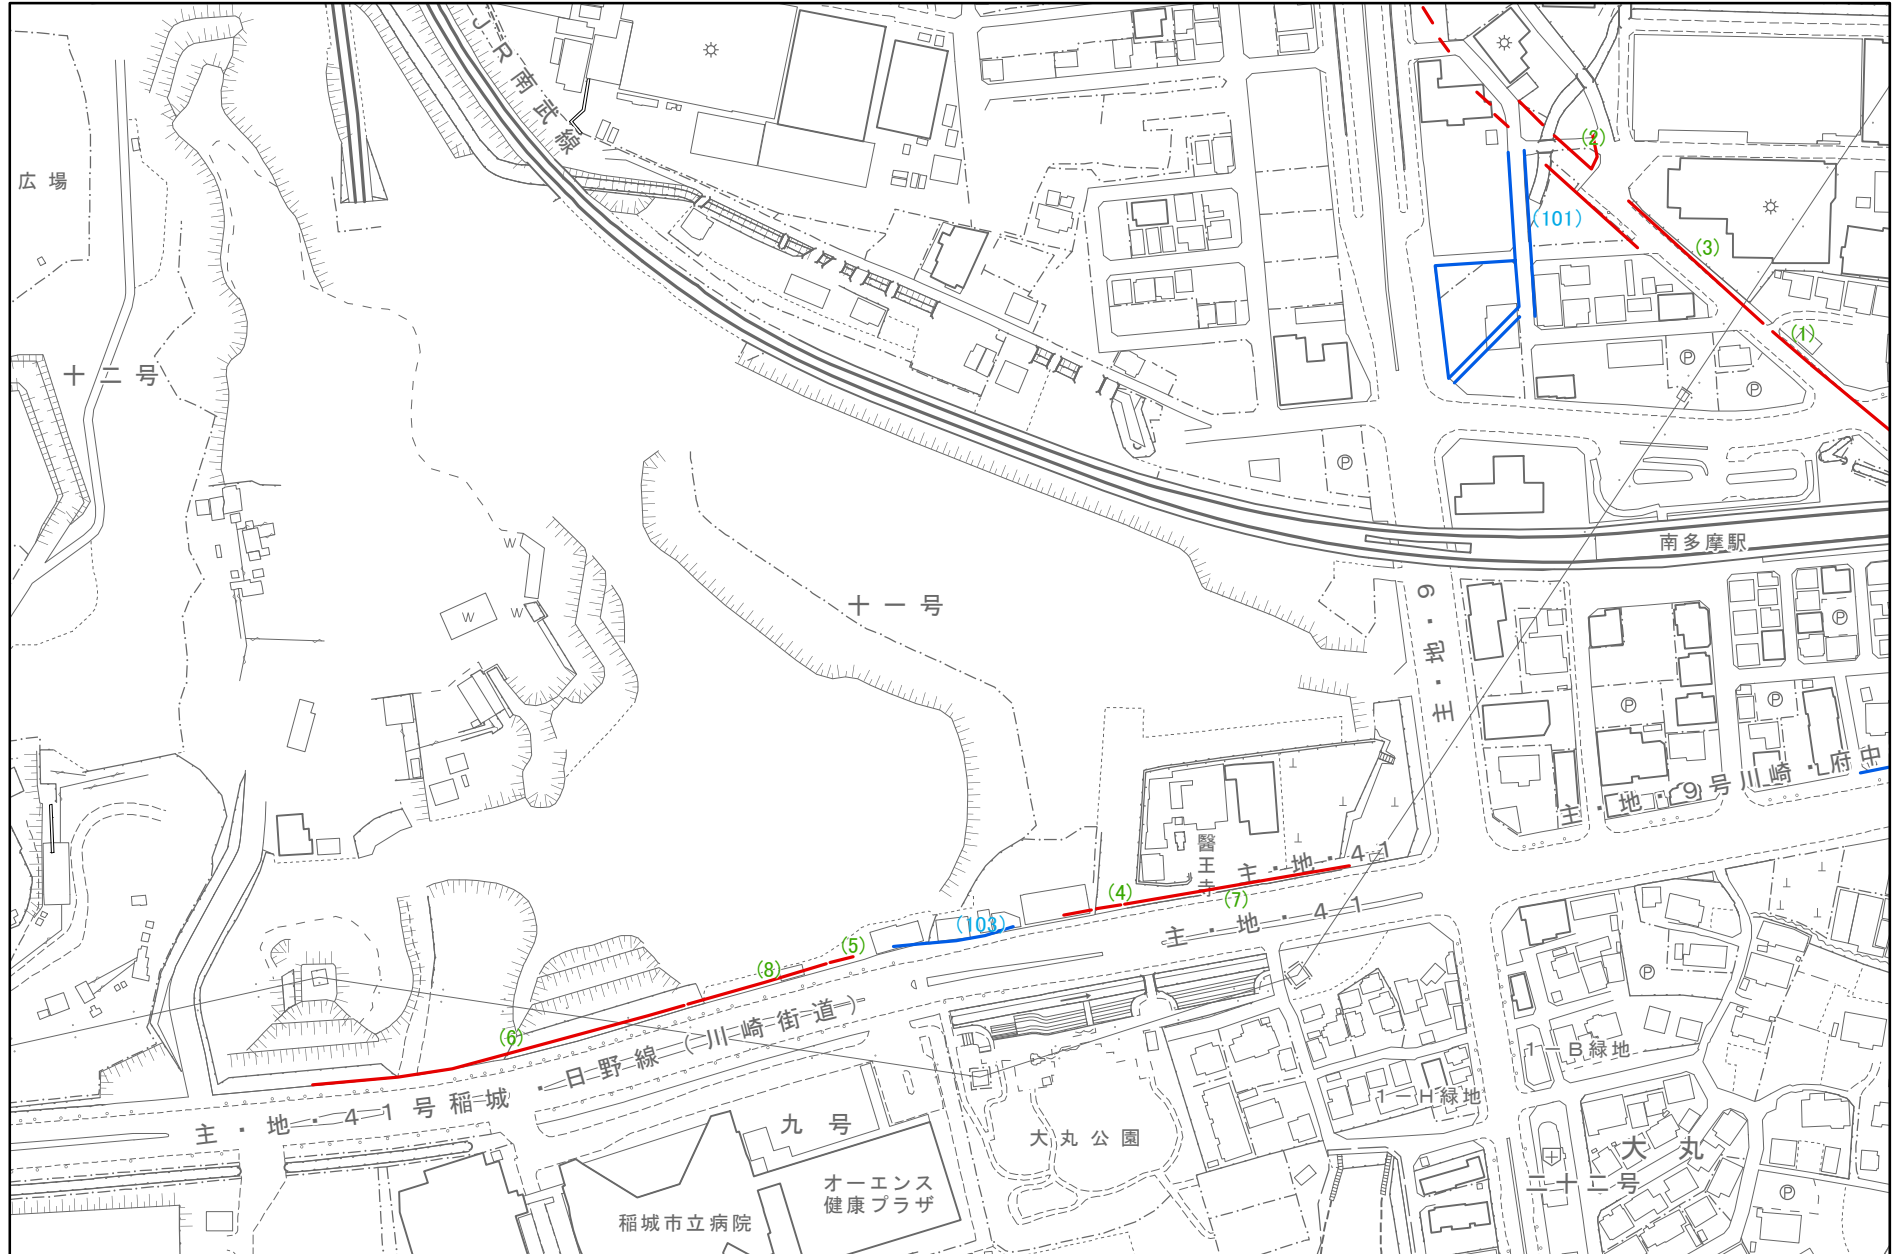 JR南武線
広場
(2)
(101)
(3)
(1)
十二号
P
P
P
南多摩駅
W
W
W
十一号
主・地・9
P
P
P
主・地・9号川崎・府中
醫王寺
主・地・41
(4)
(7)
主・地・41
(103)
(5)
(8)
(6)
P
主・地・41号稲城・日野線(川崎街道)
1-B緑地
1-H緑地
九号
大丸公園
大丸
二十二号
オーエンス
健康プラザ
稲城市立病院
P